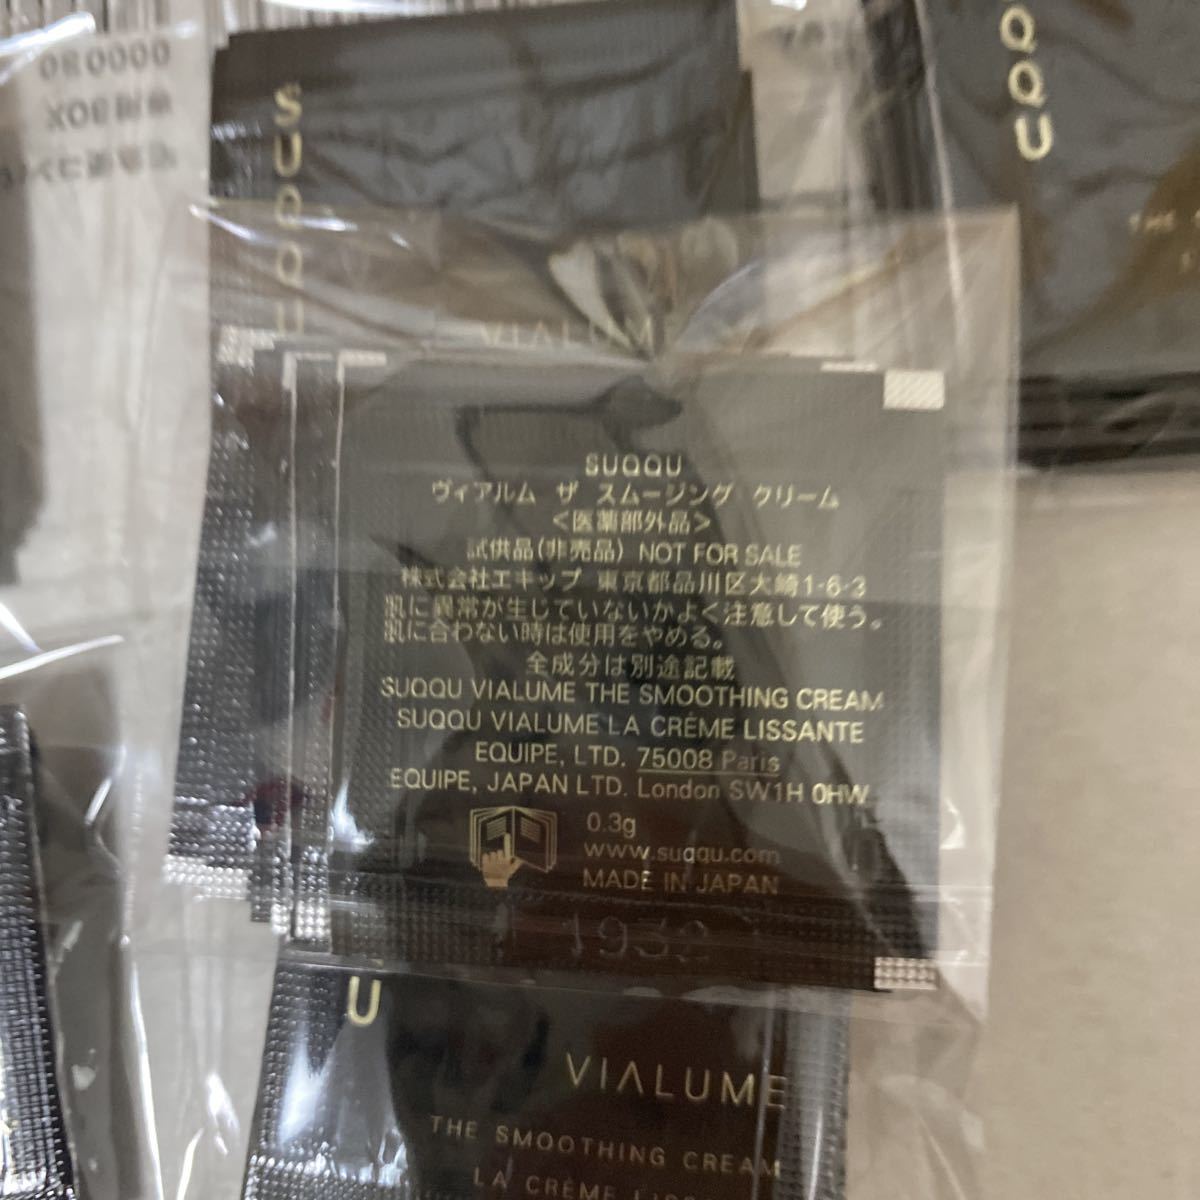 SUQQU
VIALUM
QQU
THE
SUQQU
ヴィアルム ザ スムージング クリーム
<医薬部外品>
試供品(非売品) NOT FOR SALE
株式会社エキップ 東京都品川区大崎1-6-3
肌に異常が生じていないかよく注意して使う。
肌に合わない時は使用をやめる。
全成分は別途記載
SUQQU VIALUME THE SMOOTHING CREAM
SUQQU VIALUME LA CRÈME LISSANTE
EQUIPE, LTD. 75008 Paris
EQUIPE, JAPAN LTD. London SW1H 0HW
0.3g
www.suqqu.com
MADE IN JAPAN
U
VIALUME
THE SMOOTHING CREAM
LA CRÈME